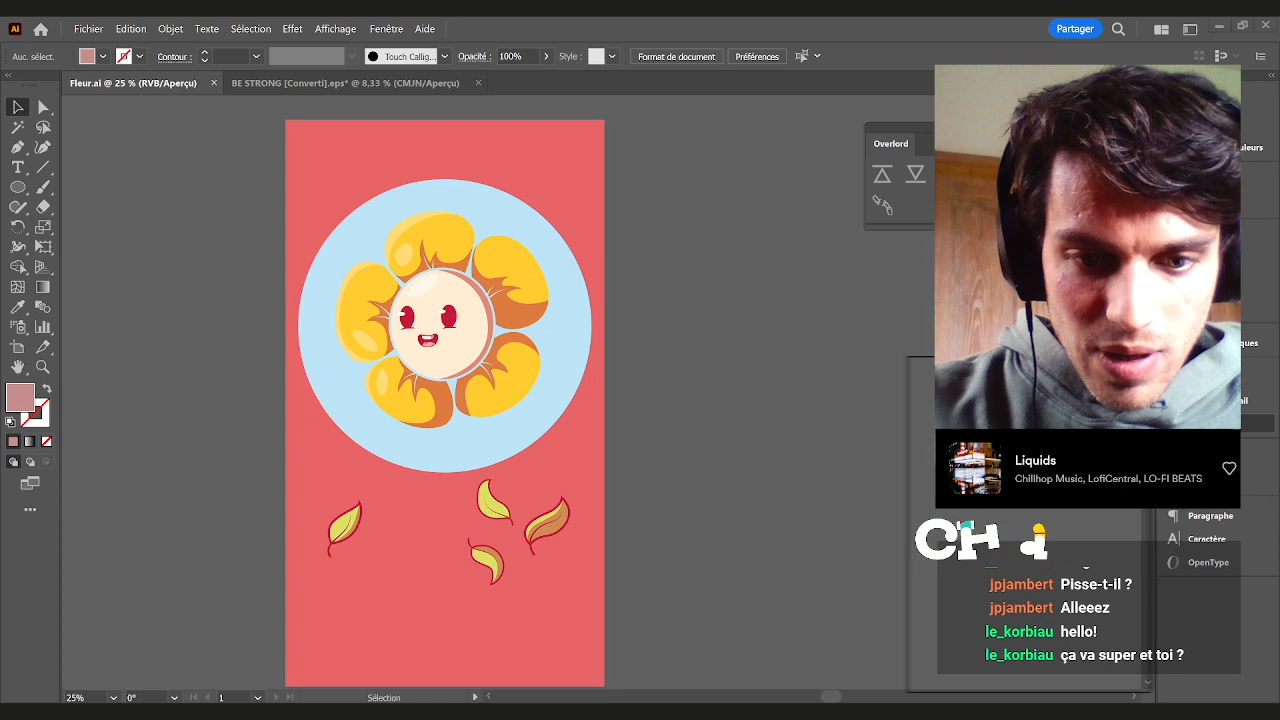 Ai Fichier Edition Objet Texte Sélection Effet Affichage Fenêtre Aide Partager
Auc. sélect. Contour : Touch Callig... Opacité : 100% Style : Format de document Préférences
Fleur.ai @ 25 % (RVB/Aperçu) × BE STRONG [Converti].eps* @ 8,33 % (CMJN/Aperçu) ×
Overlord
Liquids
Chillhop Music, LofiCentral, LO-FI BEATS
Paragraphe
Caractère
OpenType
jpjambert Pisse-t-il ?
jpjambert Alleeez
le_korbiau hello!
le_korbiau ça va super et toi ?
25% 0° 1 Sélection